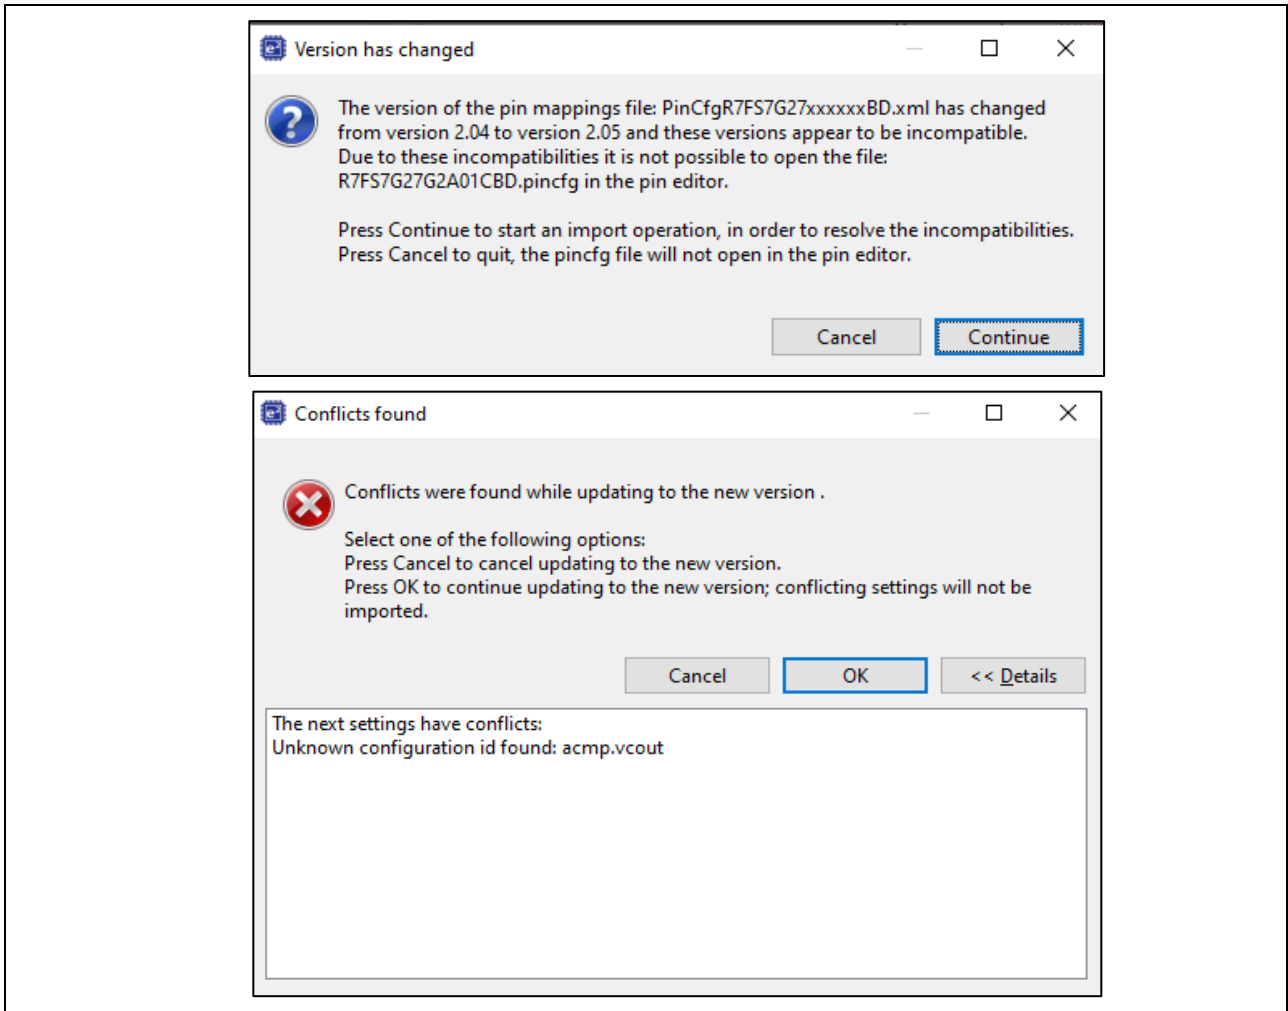 Version has changed
The version of the pin mappings file: PinCfgR7FS7G27xxxxxxBD.xml has changed
from version 2.04 to version 2.05 and these versions appear to be incompatible.
Due to these incompatibilities it is not possible to open the file:
R7FS7G27G2A01CBD.pincfg in the pin editor.
Press Continue to start an import operation, in order to resolve the incompatibilities.
Press Cancel to quit, the pincfg file will not open in the pin editor.
Cancel Continue
Conflicts found
Conflicts were found while updating to the new version .
Select one of the following options:
Press Cancel to cancel updating to the new version.
Press OK to continue updating to the new version; conflicting settings will not be
imported.
Cancel OK << Details
The next settings have conflicts:
Unknown configuration id found: acmp.vcout